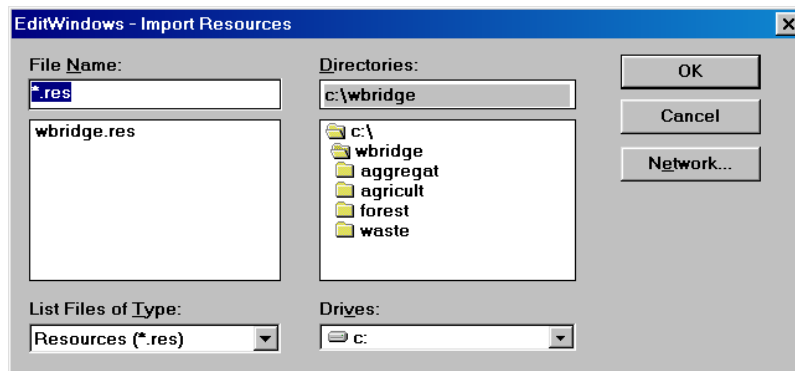 EditWindows - Import Resources
File Name:
*.res
wbridge.res
List Files of Type:
Resources (*.res)
Directories:
c:\wbridge
c:\
wbridge
aggregat
agricult
forest
waste
Drives:
c:
OK
Cancel
Network...